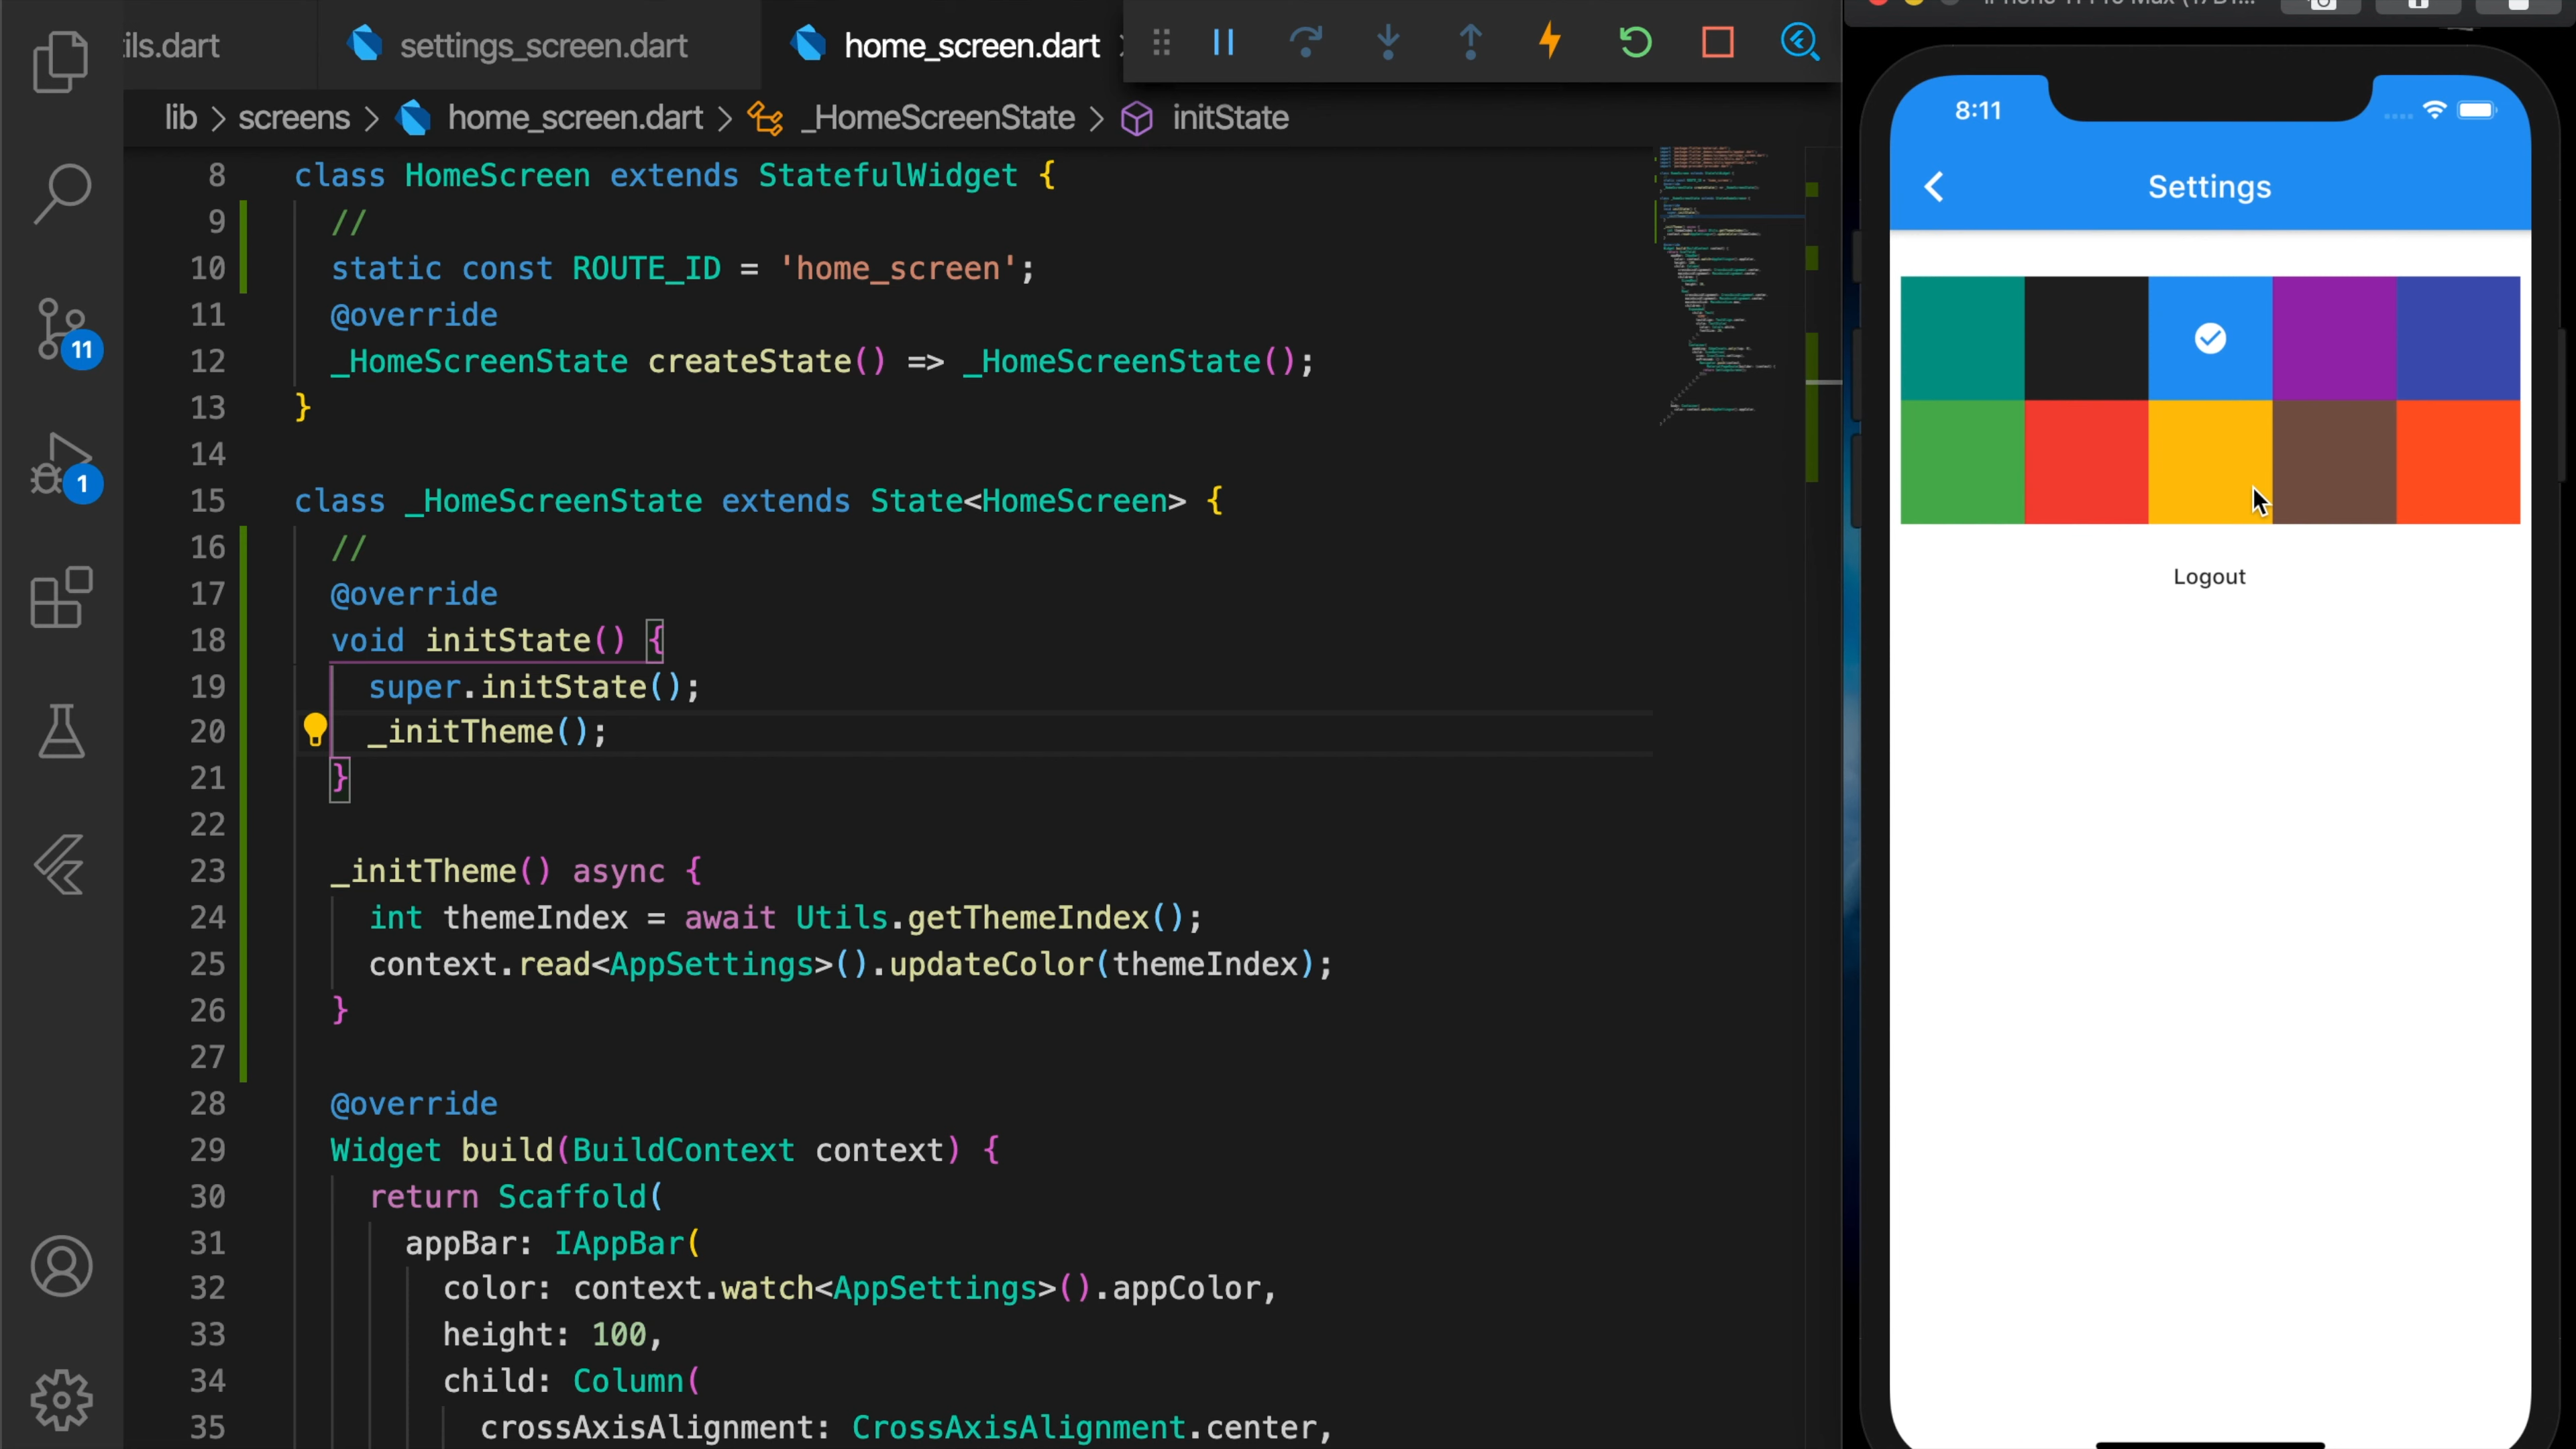 ils.dart settings_screen.dart home_screen.dart
lib > screens > home_screen.dart > _HomeScreenState > initState
8 class HomeScreen extends StatefulWidget {
9 //
10 static const ROUTE_ID = 'home_screen';
11 @override
12 _HomeScreenState createState() => _HomeScreenState();
13 }
14
15 class _HomeScreenState extends State<HomeScreen> {
16 //
17 @override
18 void initState() {
19 super.initState();
20 _initTheme();
21 }
22
23 _initTheme() async {
24 int themeIndex = await Utils.getThemeIndex();
25 context.read<AppSettings>().updateColor(themeIndex);
26 }
27
28 @override
29 Widget build(BuildContext context) {
30 return Scaffold(
31 appBar: IAppBar(
32 color: context.watch<AppSettings>().appColor,
33 height: 100,
34 child: Column(
35 crossAxisAlignment: CrossAxisAlignment.center,
11
1
8:11
Settings
Logout